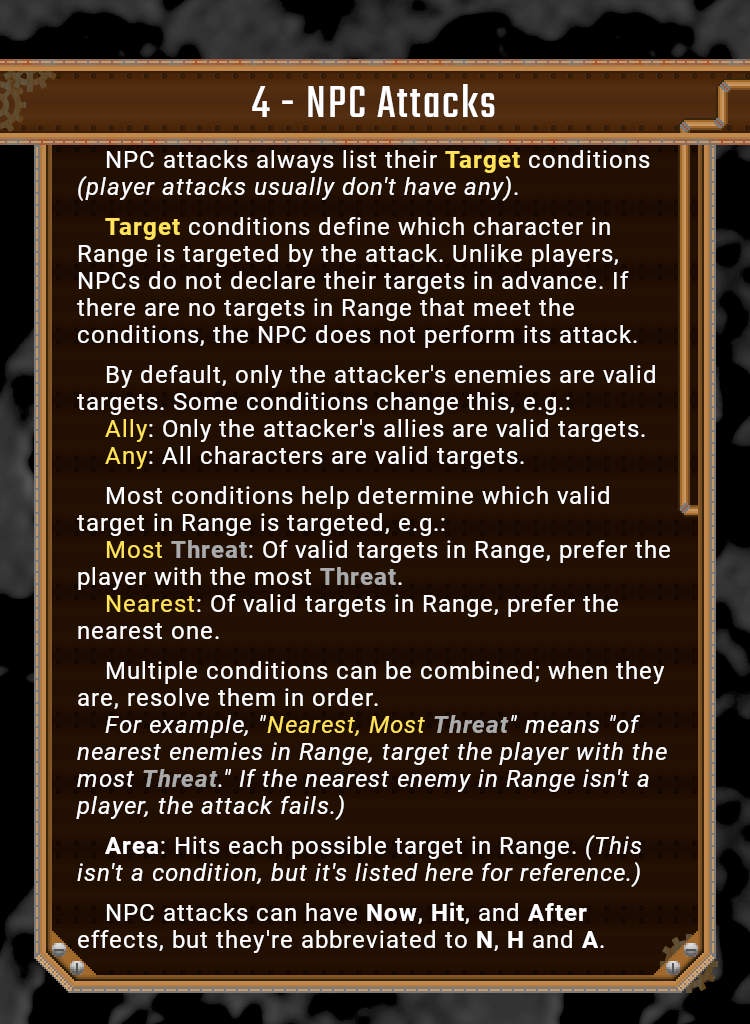 4 - NPC Attacks
NPC attacks always list their Target conditions
(player attacks usually don't have any).
Target conditions define which character in
Range is targeted by the attack. Unlike players,
NPCs do not declare their targets in advance. If
there are no targets in Range that meet the
conditions, the NPC does not perform its attack.
By default, only the attacker's enemies are valid
targets. Some conditions change this, e.g.:
Ally: Only the attacker's allies are valid targets.
Any: All characters are valid targets.
Most conditions help determine which valid
target in Range is targeted, e.g.:
Most Threat: Of valid targets in Range, prefer the
player with the most Threat.
Nearest: Of valid targets in Range, prefer the
nearest one.
Multiple conditions can be combined; when they
are, resolve them in order.
For example, "Nearest, Most Threat" means "of
nearest enemies in Range, target the player with the
most Threat." If the nearest enemy in Range isn't a
player, the attack fails.)
Area: Hits each possible target in Range. (This
isn't a condition, but it's listed here for reference.)
NPC attacks can have Now, Hit, and After
effects, but they're abbreviated to N, H and A.